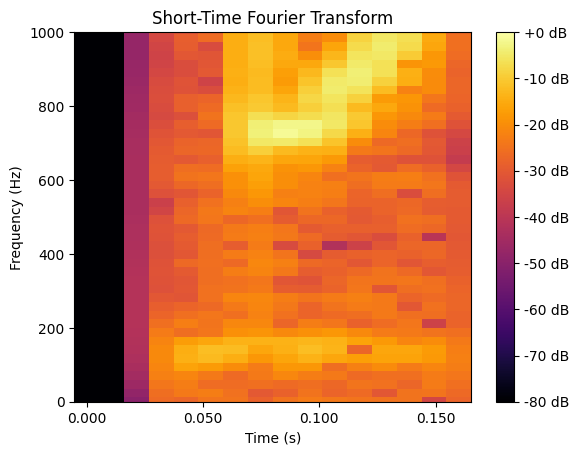 Short-Time Fourier Transform
1000
800
600
400
200
0
Frequency (Hz)
0.000
0.050
0.100
0.150
Time (s)
+0 dB
-10 dB
-20 dB
-30 dB
-40 dB
-50 dB
-60 dB
-70 dB
-80 dB